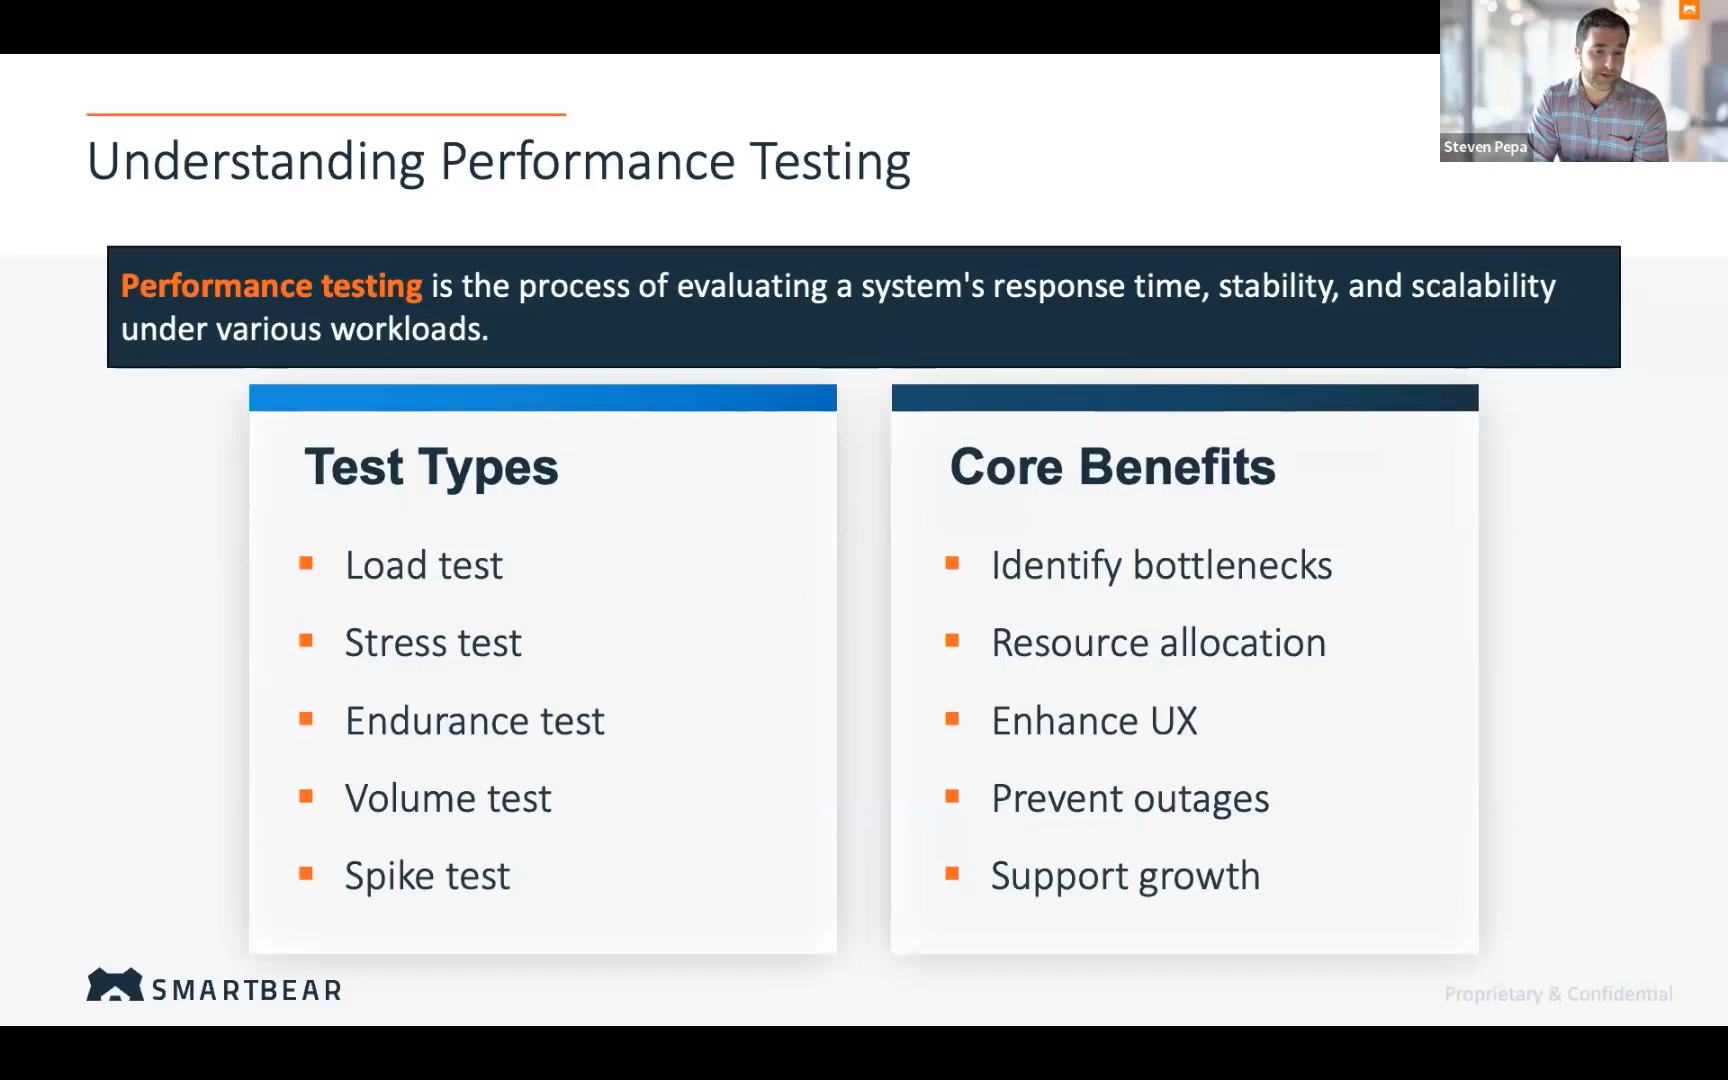 Steven Pepa
Understanding Performance Testing
Performance testing is the process of evaluating a system's response time, stability, and scalability
under various workloads.
Test Types
Load test
Stress test
Endurance test
Volume test
Spike test
Core Benefits
Identify bottlenecks
Resource allocation
Enhance UX
Prevent outages
Support growth
SMARTBEAR
Proprietary & Confidential